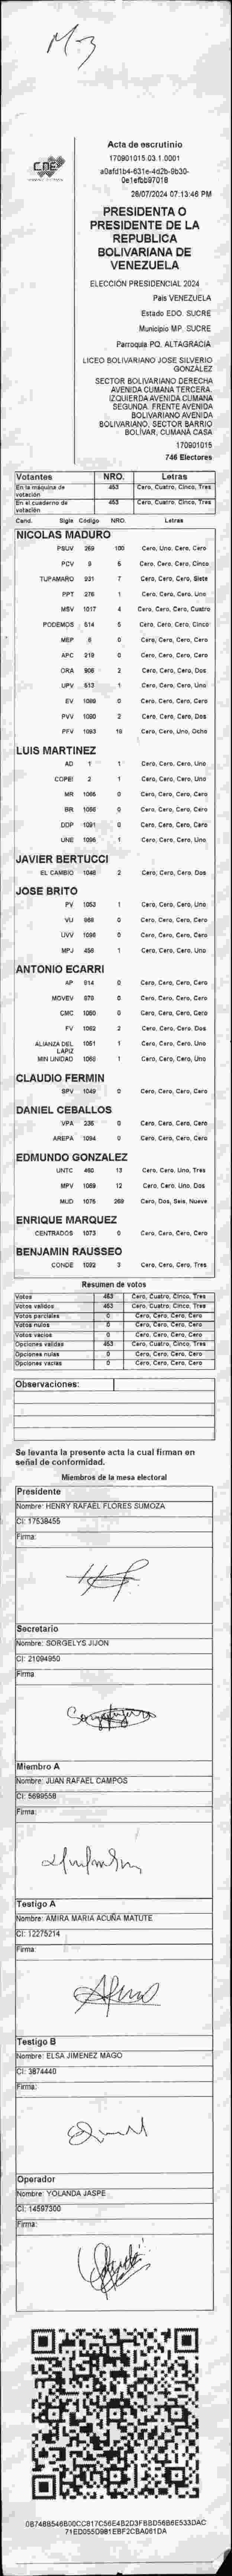 M3
CNE
Acta de escrutinio
170901015.03.1.0001
a0afd1b4-631e-4d2b-9b30-
0e1efbb97018
28/07/2024 07:13:46 PM
PRESIDENTA O
PRESIDENTE DE LA
REPUBLICA
BOLIVARIANA DE
VENEZUELA
ELECCIÓN PRESIDENCIAL 2024
País VENEZUELA
Estado EDO. SUCRE
Municipio MP. SUCRE
Parroquia PQ. ALTAGRACIA
LICEO BOLIVARIANO JOSE SILVERIO
GONZÁLEZ
SECTOR BOLIVARIANO DERECHA
AVENIDA CUMANA TERCERA.
IZQUIERDA AVENIDA CUMANA
SEGUNDA. FRENTE AVENIDA
BOLIVARIANO AVENIDA
BOLIVARIANO, SECTOR BARRIO
BOLIVAR, CUMANÁ CASA
170901015
746 Electores
Votantes NRO. Letras
En la máquina de votación 463 Cero, Cuatro, Cinco, Tres
En el cuaderno de votación 463 Cero, Cuatro, Cinco, Tres
Cand. Sigla Código NRO. Letras
NICOLAS MADURO
PSUV 269 100 Cero, Uno, Cero, Cero
PCV 9 5 Cero, Cero, Cero, Cinco
TUPAMARO 931 7 Cero, Cero, Cero, Siete
PPT 276 1 Cero, Cero, Cero, Uno
MSV 1017 4 Cero, Cero, Cero, Cuatro
PODEMOS 514 5 Cero, Cero, Cero, Cinco
MEP 6 0 Cero, Cero, Cero, Cero
APC 219 0 Cero, Cero, Cero, Cero
ORA 906 2 Cero, Cero, Cero, Dos
UPV 513 1 Cero, Cero, Cero, Uno
EV 1089 0 Cero, Cero, Cero, Cero
PVV 1090 2 Cero, Cero, Cero, Dos
PFV 1093 18 Cero, Cero, Uno, Ocho
LUIS MARTINEZ
AD 1 1 Cero, Cero, Cero, Uno
COPEI 2 1 Cero, Cero, Cero, Uno
MR 1065 0 Cero, Cero, Cero, Cero
BR 1056 0 Cero, Cero, Cero, Cero
DDP 1091 0 Cero, Cero, Cero, Cero
UNE 1095 1 Cero, Cero, Cero, Uno
JAVIER BERTUCCI
EL CAMBIO 1048 2 Cero, Cero, Cero, Dos
JOSE BRITO
PV 1053 1 Cero, Cero, Cero, Uno
VU 968 0 Cero, Cero, Cero, Cero
UVV 1096 0 Cero, Cero, Cero, Cero
MPJ 456 1 Cero, Cero, Cero, Uno
ANTONIO ECARRI
AP 914 0 Cero, Cero, Cero, Cero
MOVEV 978 0 Cero, Cero, Cero, Cero
CMC 1060 0 Cero, Cero, Cero, Cero
FV 1062 2 Cero, Cero, Cero, Dos
ALIANZA DEL LAPIZ 1051 1 Cero, Cero, Cero, Uno
MIN UNIDAD 1068 1 Cero, Cero, Cero, Uno
CLAUDIO FERMIN
SPV 1049 0 Cero, Cero, Cero, Cero
DANIEL CEBALLOS
VPA 236 0 Cero, Cero, Cero, Cero
AREPA 1094 0 Cero, Cero, Cero, Cero
EDMUNDO GONZALEZ
UNTC 460 13 Cero, Cero, Uno, Tres
MPV 1069 12 Cero, Cero, Uno, Dos
MUD 1075 269 Cero, Dos, Seis, Nueve
ENRIQUE MARQUEZ
CENTRADOS 1073 0 Cero, Cero, Cero, Cero
BENJAMIN RAUSSEO
CONDE 1092 3 Cero, Cero, Cero, Tres
Resumen de votos
Votos 453 Cero, Cuatro, Cinco, Tres
Votos validos 453 Cero, Cuatro, Cinco, Tres
Votos parciales 0 Cero, Cero, Cero, Cero
Votos nulos 0 Cero, Cero, Cero, Cero
Votos vacios 0 Cero, Cero, Cero, Cero
Opciones validas 453 Cero, Cuatro, Cinco, Tres
Opciones nulas 0 Cero, Cero, Cero, Cero
Opciones vacías 0 Cero, Cero, Cero, Cero
Observaciones:
Se levanta la presente acta la cual firman en
señal de conformidad.
Miembros de la mesa electoral
Presidente
Nombre: HENRY RAFAEL FLORES SUMOZA
CI: 17538455
Firma:
Secretario
Nombre: SORGELYS JIJON
CI: 21094950
Firma
Miembro A
Nombre: JUAN RAFAEL CAMPOS
CI: 5699558
Firma:
Testigo A
Nombre: AMIRA MARIA ACUÑA MATUTE
CI: 12275214
Firma:
Testigo B
Nombre: ELSA JIMENEZ MAGO
CI: 3874440
Firma:
Operador
Nombre: YOLANDA JASPE
CI: 14597300
Firma:
0B748B546B00CC817C56E4B2D3FBBD56B6E533DAC
71ED055D981EBF2CBA061DA